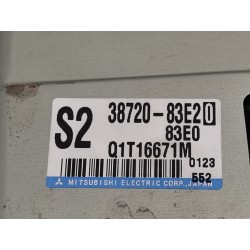 S2 38720-83E20
83E0
Q1T16671M
0123
552
MITSUBISHI ELECTRIC CORP., JAPAN